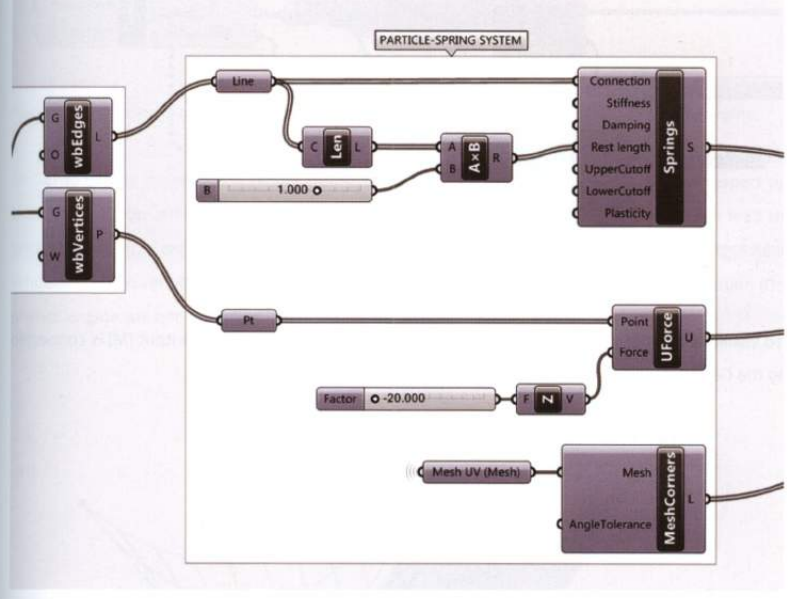 PARTICLE-SPRING SYSTEM
G
O
wbEdges
L
G
W
wbVertices
P
Line
C
Len
L
B
1.000
A
B
A×B
R
Connection
Stiffness
Damping
Rest length
UpperCutoff
LowerCutoff
Plasticity
Springs
S
Pt
Point
Force
UForce
U
Factor
-20.000
F
Z
V
Mesh UV (Mesh)
Mesh
AngleTolerance
MeshCorners
L